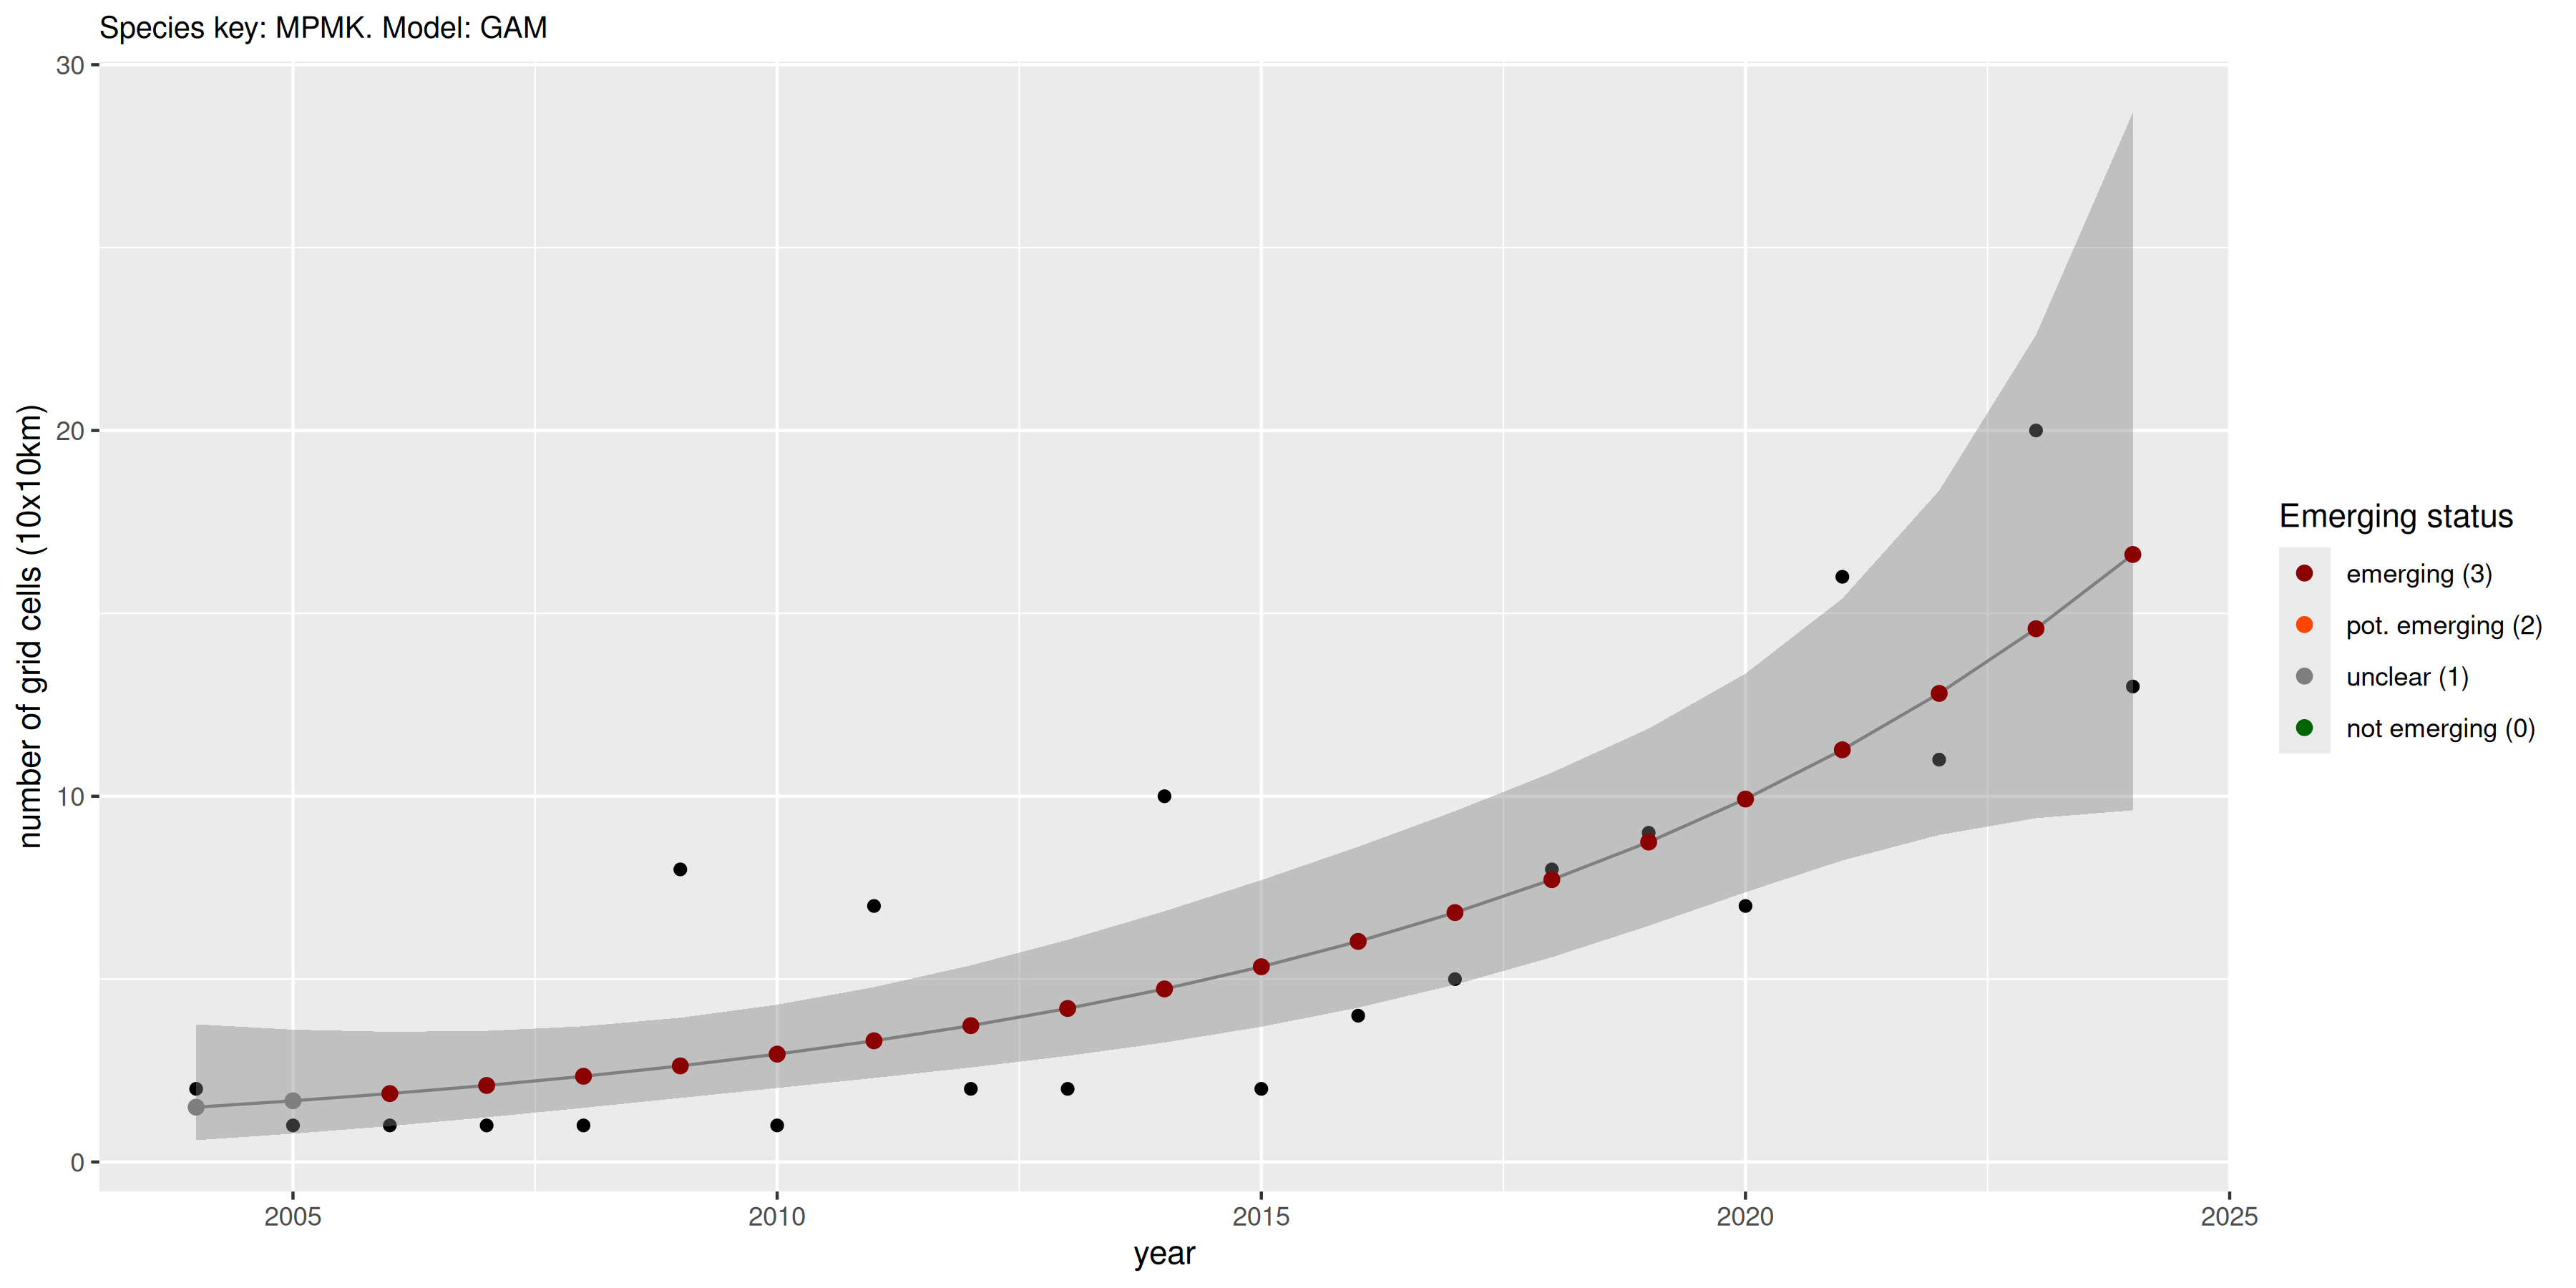 Species key: MPMK. Model: GAM
30
20
10
0
number of grid cells (10x10km)
2005
2010
2015
2020
2025
year
Emerging status
emerging (3)
pot. emerging (2)
unclear (1)
not emerging (0)